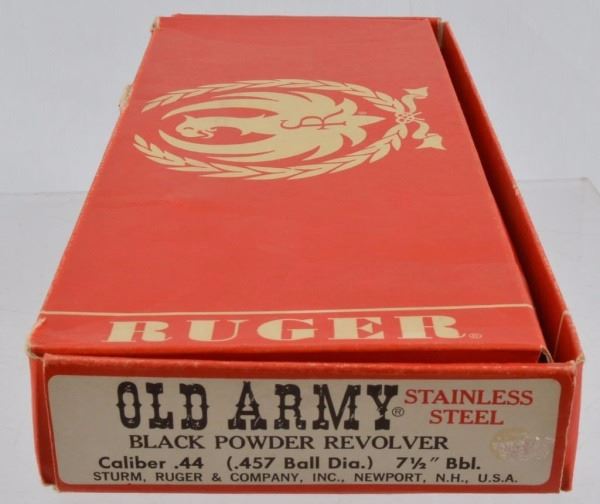 R
RUGER®
OLD ARMY® STAINLESS STEEL
BLACK POWDER REVOLVER
Caliber .44 (.457 Ball Dia.) 7½″ Bbl.
STURM, RUGER & COMPANY, INC., NEWPORT, N.H., U.S.A.